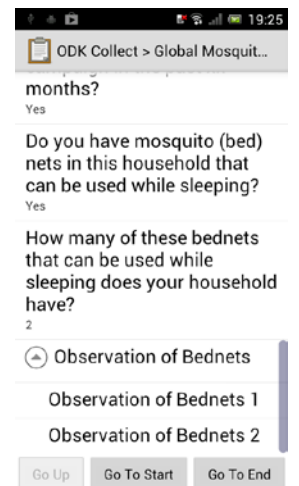 19:25
ODK Collect > Global Mosquit...
months?
Yes
Do you have mosquito (bed)
nets in this household that
can be used while sleeping?
Yes
How many of these bednets
that can be used while
sleeping does your household
have?
2
Observation of Bednets
Observation of Bednets 1
Observation of Bednets 2
Go Up Go To Start Go To End